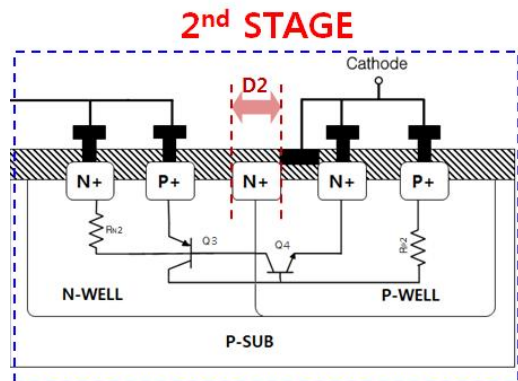 2nd STAGE
Cathode
D2
N+ P+ N+ N+ P+
RN2 Q3 Q4 RP2
N-WELL P-WELL
P-SUB